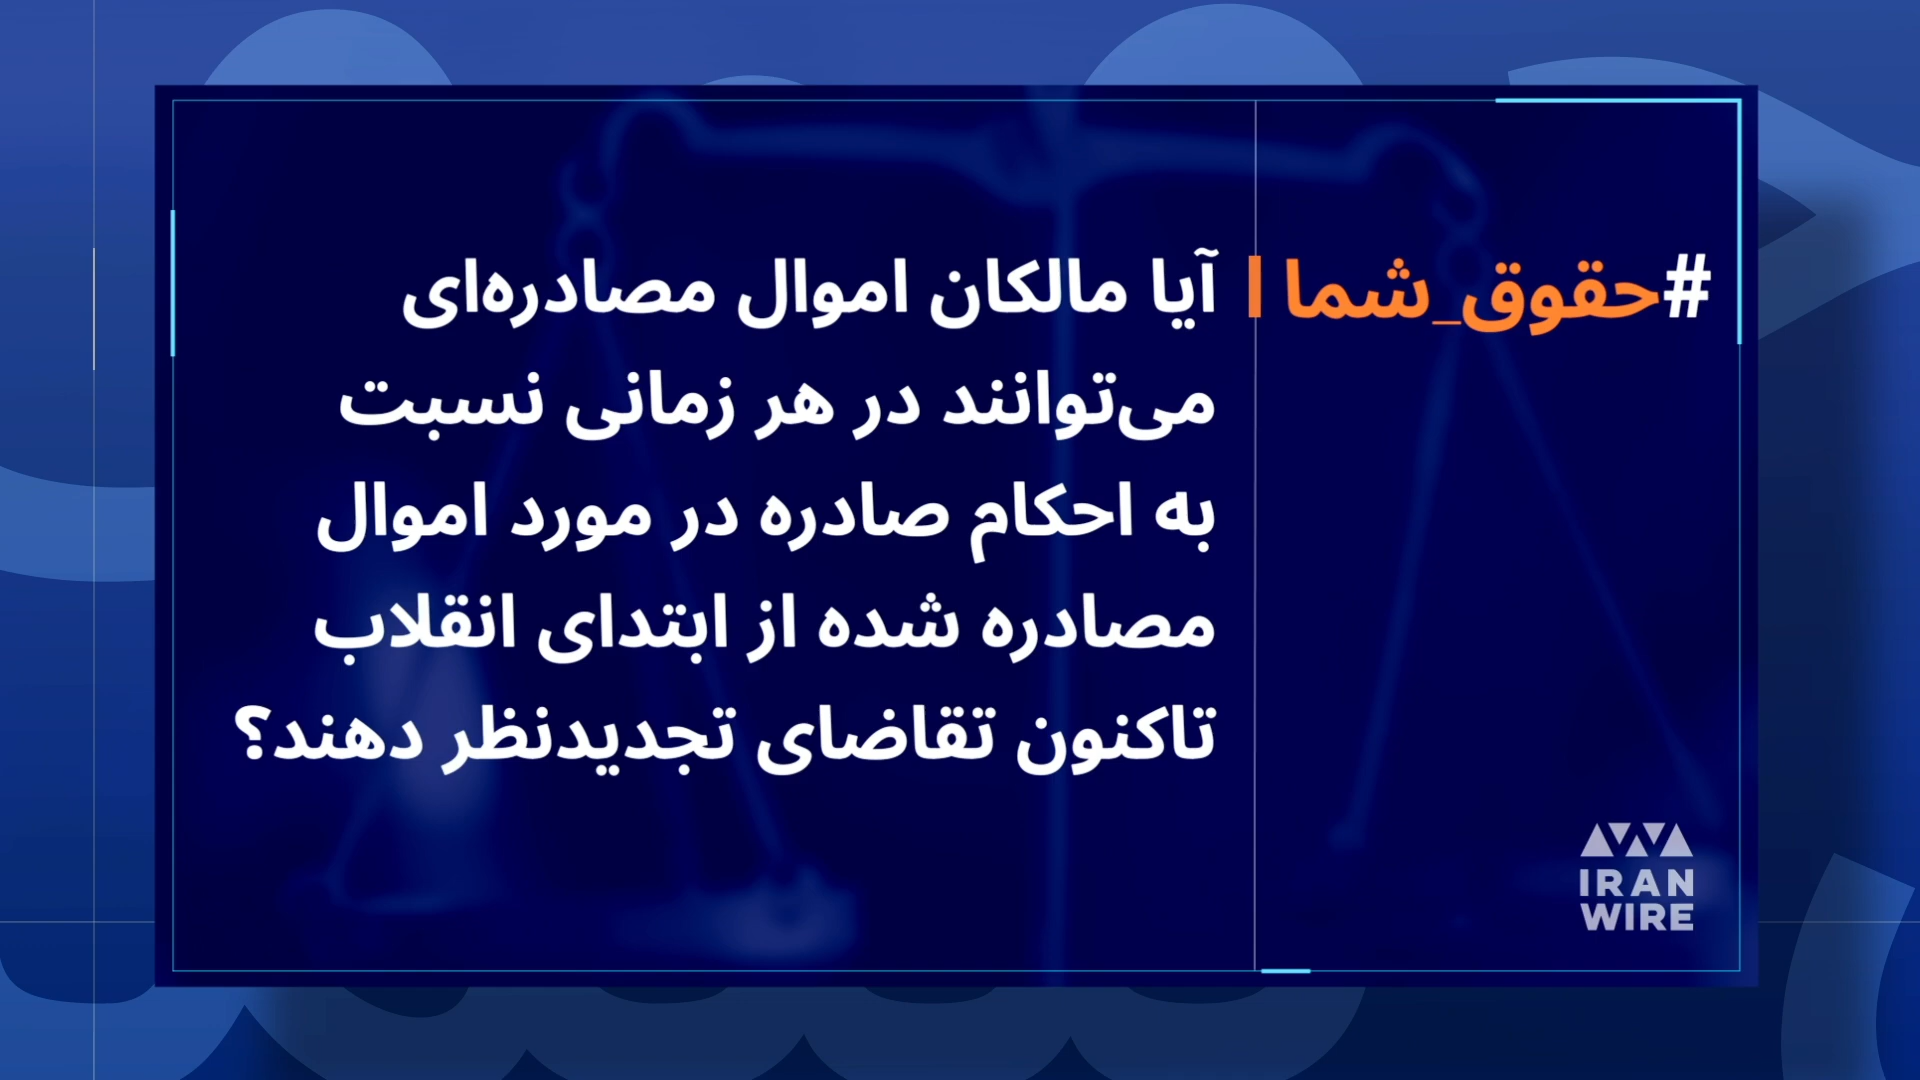 #حقوق_شما | آیا مالکان اموال مصادره‌ای
می‌توانند در هر زمانی نسبت
به احکام صادره در مورد اموال
مصادره شده از ابتدای انقلاب
تاکنون تقاضای تجدیدنظر دهند؟
IRAN
WIRE